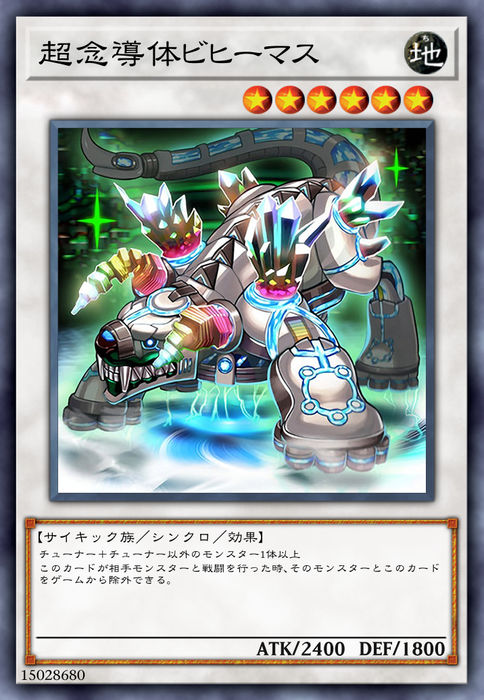 超念導体ビヒーマス
ち
地
【サイキック族／シンクロ／効果】
チューナー＋チューナー以外のモンスター1体以上
このカードが相手モンスターと戦闘を行った時、そのモンスターとこのカード
をゲームから除外できる。
ATK/2400 DEF/1800
15028680